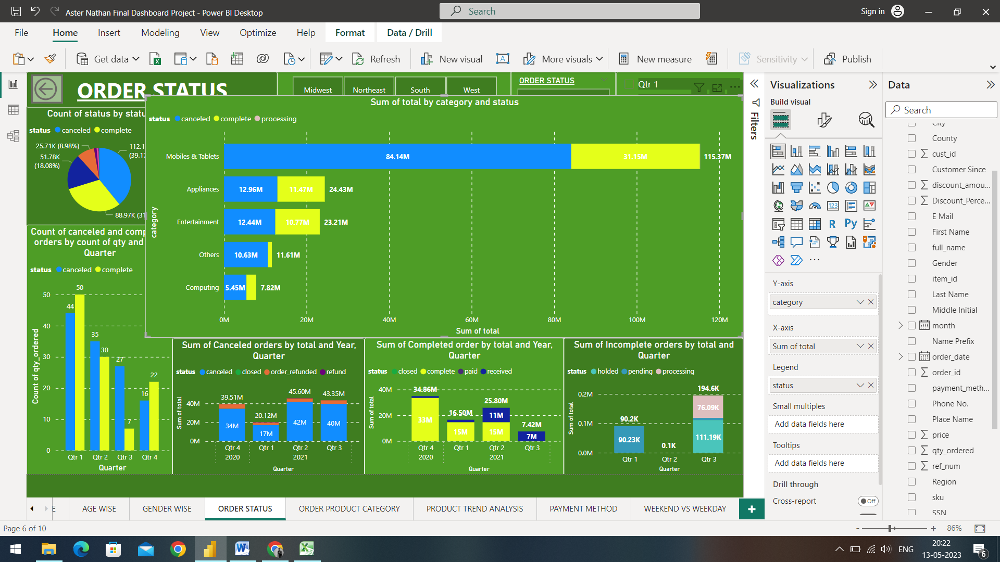 Aster Nathan Final Dashboard Project - Power BI Desktop
Search
Sign in
File Home Insert Modeling View Optimize Help Format Data / Drill
Get data
Refresh
New visual
More visuals
New measure
Sensitivity
Publish
ORDER STATUS
Midwest Northeast South West
ORDER STATUS
Qtr 1
Count of status by statu
status canceled complete
25.71K (8.98%)
112.1
(39.17
51.78K
(18.08%)
88.97K (31
Sum of total by category and status
status canceled complete processing
category
Mobiles & Tablets 84.14M 31.15M 115.37M
Appliances 12.96M 11.47M 24.43M
Entertainment 12.44M 10.77M 23.21M
Others 10.63M 11.61M
Computing 5.45M 7.82M
0M 20M 40M 60M 80M 100M 120M
Sum of total
Count of canceled and comp
orders by count of qty and
Quarter
status canceled complete
Count of qty_ordered
50
40
30
20
10
0
44 50
35 30
27 7
16 22
Qtr 1 Qtr 2 Qtr 3 Qtr 4
Quarter
Sum of Canceled orders by total and Year,
Quarter
status canceled closed order_refunded refund
Sum of total
40M
20M
0M
39.51M 20.12M 45.60M 43.35M
34M 17M 42M 40M
Qtr 4 Qtr 1 Qtr 2 Qtr 3
2020 2021
Quarter
Sum of Completed order by total and Year,
Quarter
status closed complete paid received
Sum of total
40M
20M
0M
34.86M 16.50M 25.80M 7.42M
33M 15M 11M 15M 7M
Qtr 4 Qtr 1 Qtr 2 Qtr 3
2020 2021
Quarter
Sum of Incomplete orders by total and
Quarter
status holded pending processing
Sum of total
0.2M
0.1M
0.0M
90.2K 0.1K 194.6K
90.23K 76.09K 111.19K
Qtr 1 Qtr 2 Qtr 3
Quarter
Filters
Visualizations
Build visual
123
R
Py
Y-axis
category
X-axis
Sum of total
Legend
status
Small multiples
Add data fields here
Tooltips
Add data fields here
Drill through
Cross-report
Off
Data
Search
City
County
cust_id
Customer Since
discount_amou...
Discount_Perce...
E Mail
First Name
full_name
Gender
item_id
Last Name
Middle Initial
month
Name Prefix
order_date
order_id
payment_meth...
Phone No.
Place Name
price
qty_ordered
ref_num
Region
sku
SSN
E
AGE WISE
GENDER WISE
ORDER STATUS
ORDER PRODUCT CATEGORY
PRODUCT TREND ANALYSIS
PAYMENT METHOD
WEEKEND VS WEEKDAY
Page 6 of 10
86%
ENG
20:22
13-05-2023
6